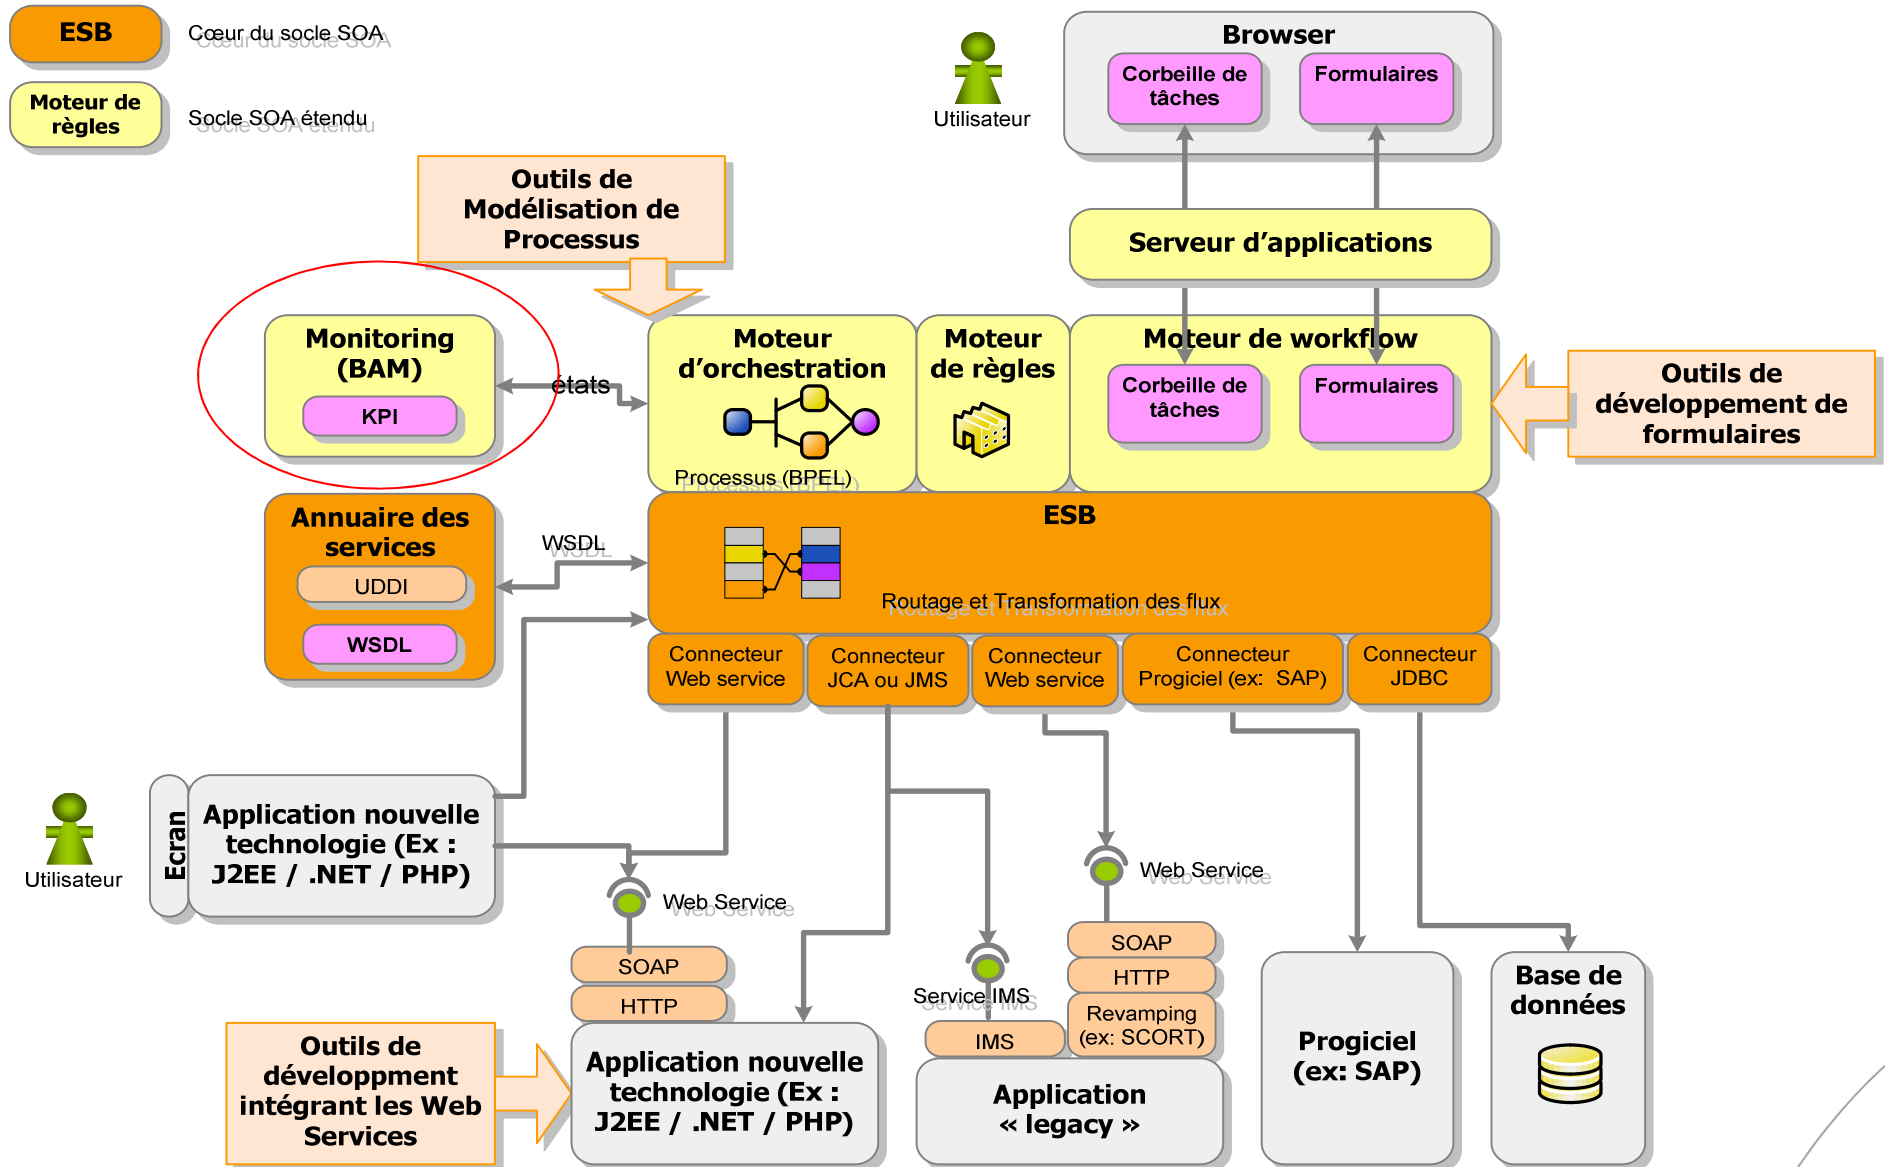 ESB
Cœur du socle SOA
Moteur de
règles
Socle SOA étendu
Utilisateur
Browser
Corbeille de
tâches
Formulaires
Outils de
Modélisation de
Processus
Serveur d’applications
Monitoring
(BAM)
KPI
états
Moteur
d’orchestration
Processus (BPEL)
Moteur
de règles
Moteur de workflow
Corbeille de
tâches
Formulaires
Outils de
développement de
formulaires
Annuaire des
services
UDDI
WSDL
WSDL
ESB
Routage et Transformation des flux
Connecteur
Web service
Connecteur
JCA ou JMS
Connecteur
Web service
Connecteur
Progiciel (ex: SAP)
Connecteur
JDBC
Utilisateur
Ecran
Application nouvelle
technologie (Ex :
J2EE / .NET / PHP)
Web Service
SOAP
HTTP
Web Service
SOAP
HTTP
Revamping
(ex: SCORT)
Service IMS
IMS
Outils de
développment
intégrant les Web
Services
Application nouvelle
technologie (Ex :
J2EE / .NET / PHP)
Application
« legacy »
Progiciel
(ex: SAP)
Base de
données